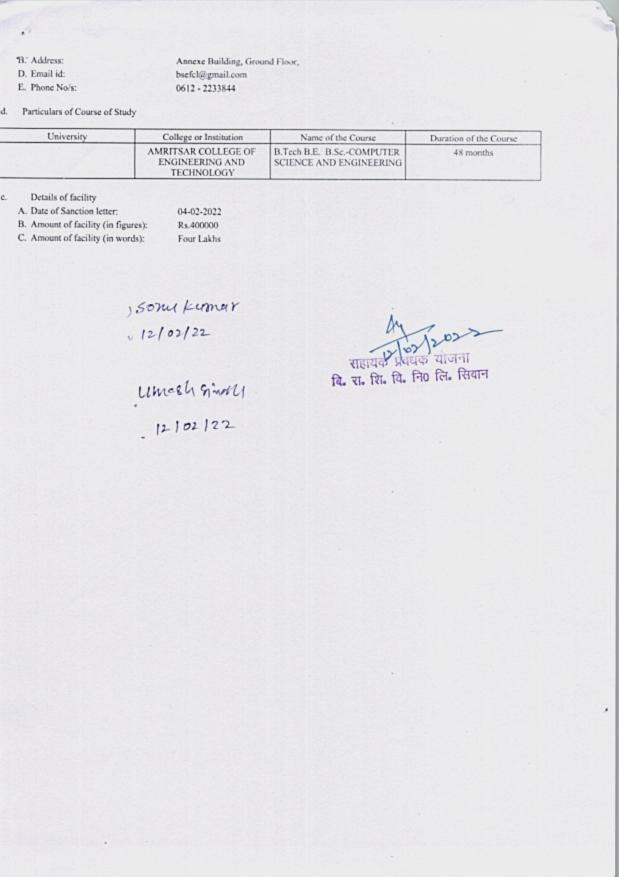 B. Address: Annexe Building, Ground Floor,
D. Email id: bsefcl@gmail.com
E. Phone No/s: 0612 - 2233844
d. Particulars of Course of Study
University College or Institution Name of the Course Duration of the Course
AMRITSAR COLLEGE OF B.Tech B.E. B.Sc.-COMPUTER 48 months
ENGINEERING AND SCIENCE AND ENGINEERING
TECHNOLOGY
e. Details of facility
A. Date of Sanction letter: 04-02-2022
B. Amount of facility (in figures): Rs.400000
C. Amount of facility (in words): Four Lakhs
Sonu Kumar
12/02/22
12/02/2022
सहायक प्रबंधक योजना
बि. रा. शि. वि. नि0 लि. सिवान
Umesh Singh
12/02/22